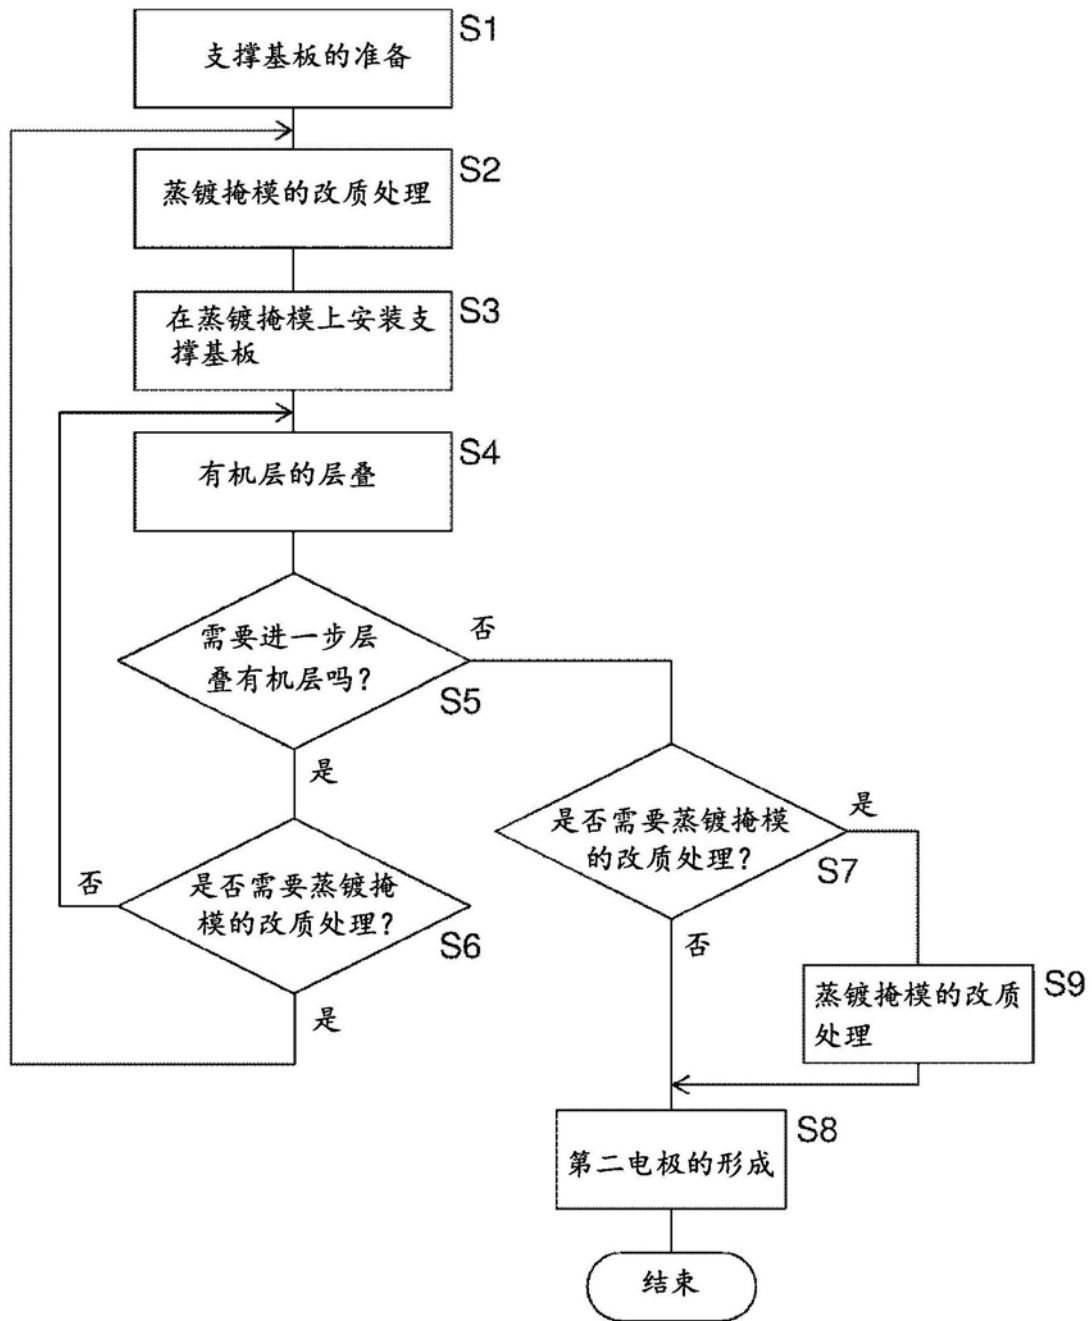 支撑基板的准备
S1
蒸镀掩模的改质处理
S2
在蒸镀掩模上安装支
撑基板
S3
有机层的层叠
S4
需要进一步层
叠有机层吗?
S5
否
是
是否需要蒸镀掩
模的改质处理?
S6
否
是
是否需要蒸镀掩模
的改质处理?
S7
是
否
蒸镀掩模的改质
处理
S9
第二电极的形成
S8
结束